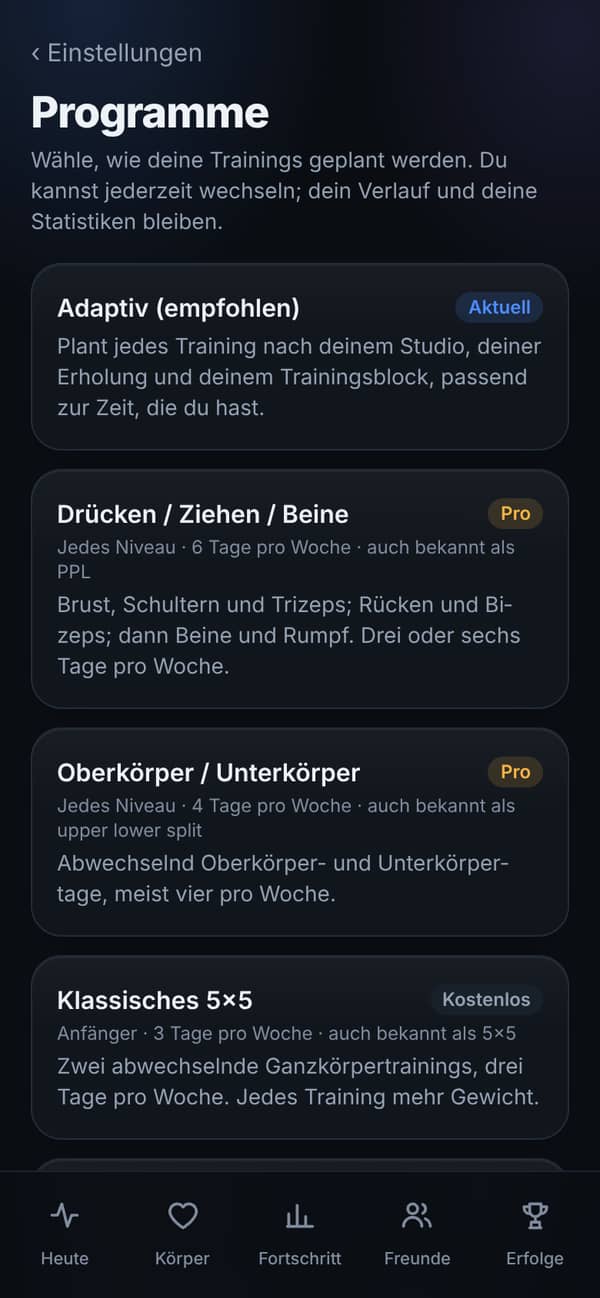 ‹ Einstellungen
Programme
Wähle, wie deine Trainings geplant werden. Du
kannst jederzeit wechseln; dein Verlauf und deine
Statistiken bleiben.
Adaptiv (empfohlen)
Aktuell
Plant jedes Training nach deinem Studio, deiner
Erholung und deinem Trainingsblock, passend
zur Zeit, die du hast.
Drücken / Ziehen / Beine
Pro
Jedes Niveau · 6 Tage pro Woche · auch bekannt als
PPL
Brust, Schultern und Trizeps; Rücken und Bi-
zeps; dann Beine und Rumpf. Drei oder sechs
Tage pro Woche.
Oberkörper / Unterkörper
Pro
Jedes Niveau · 4 Tage pro Woche · auch bekannt als
upper lower split
Abwechselnd Oberkörper- und Unterkörper-
tage, meist vier pro Woche.
Klassisches 5×5
Kostenlos
Anfänger · 3 Tage pro Woche · auch bekannt als 5×5
Zwei abwechselnde Ganzkörpertrainings, drei
Tage pro Woche. Jedes Training mehr Gewicht.
Heute
Körper
Fortschritt
Freunde
Erfolge